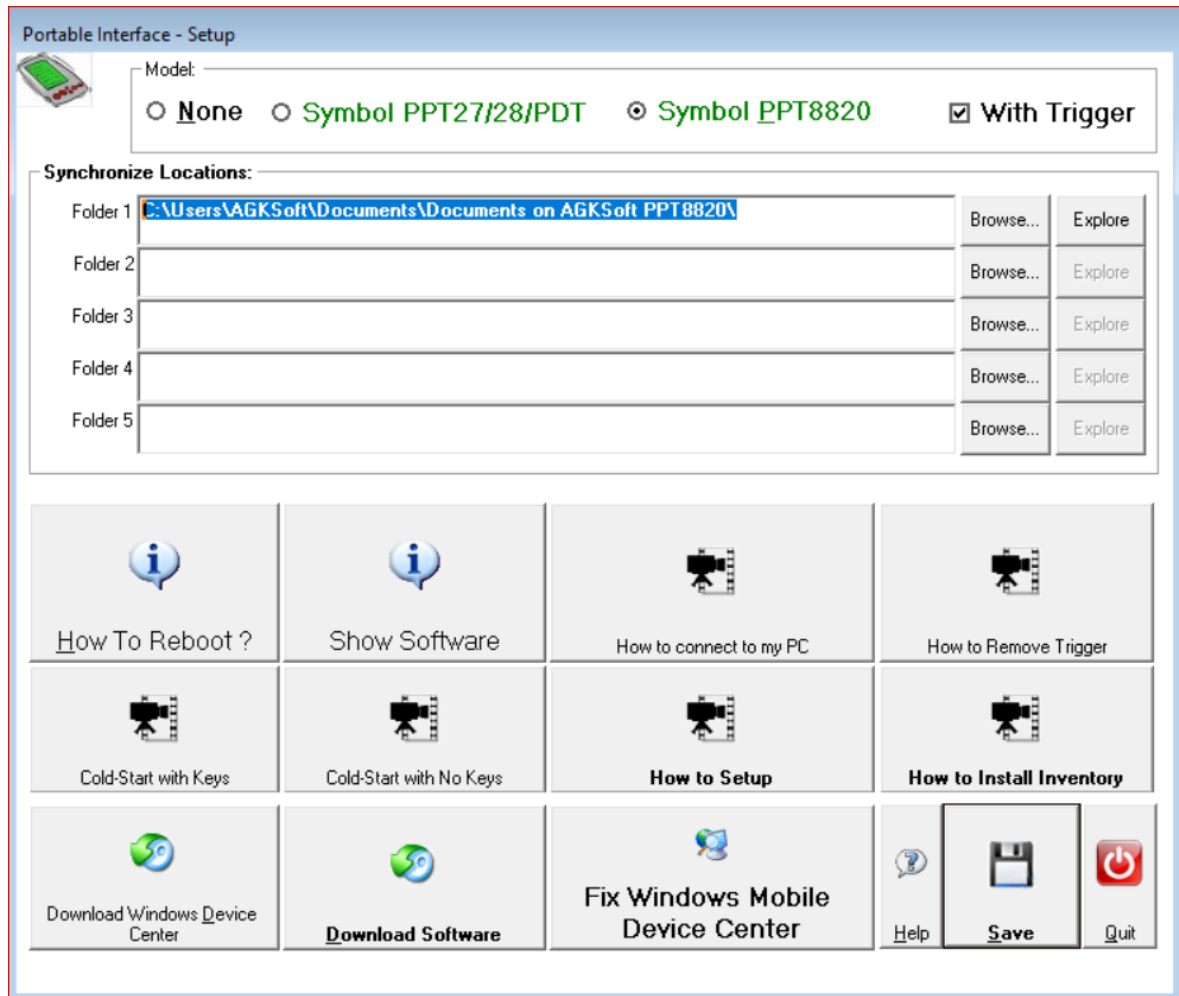 Portable Interface - Setup
Model:
None
Symbol PPT27/28/PDT
Symbol PPT8820
With Trigger
Synchronize Locations:
Folder 1
C:\Users\AGKSoft\Documents\Documents on AGKSoft PPT8820\
Browse...
Explore
Folder 2
Browse...
Explore
Folder 3
Browse...
Explore
Folder 4
Browse...
Explore
Folder 5
Browse...
Explore
How To Reboot ?
Show Software
How to connect to my PC
How to Remove Trigger
Cold-Start with Keys
Cold-Start with No Keys
How to Setup
How to Install Inventory
Download Windows Device
Center
Download Software
Fix Windows Mobile
Device Center
Help
Save
Quit